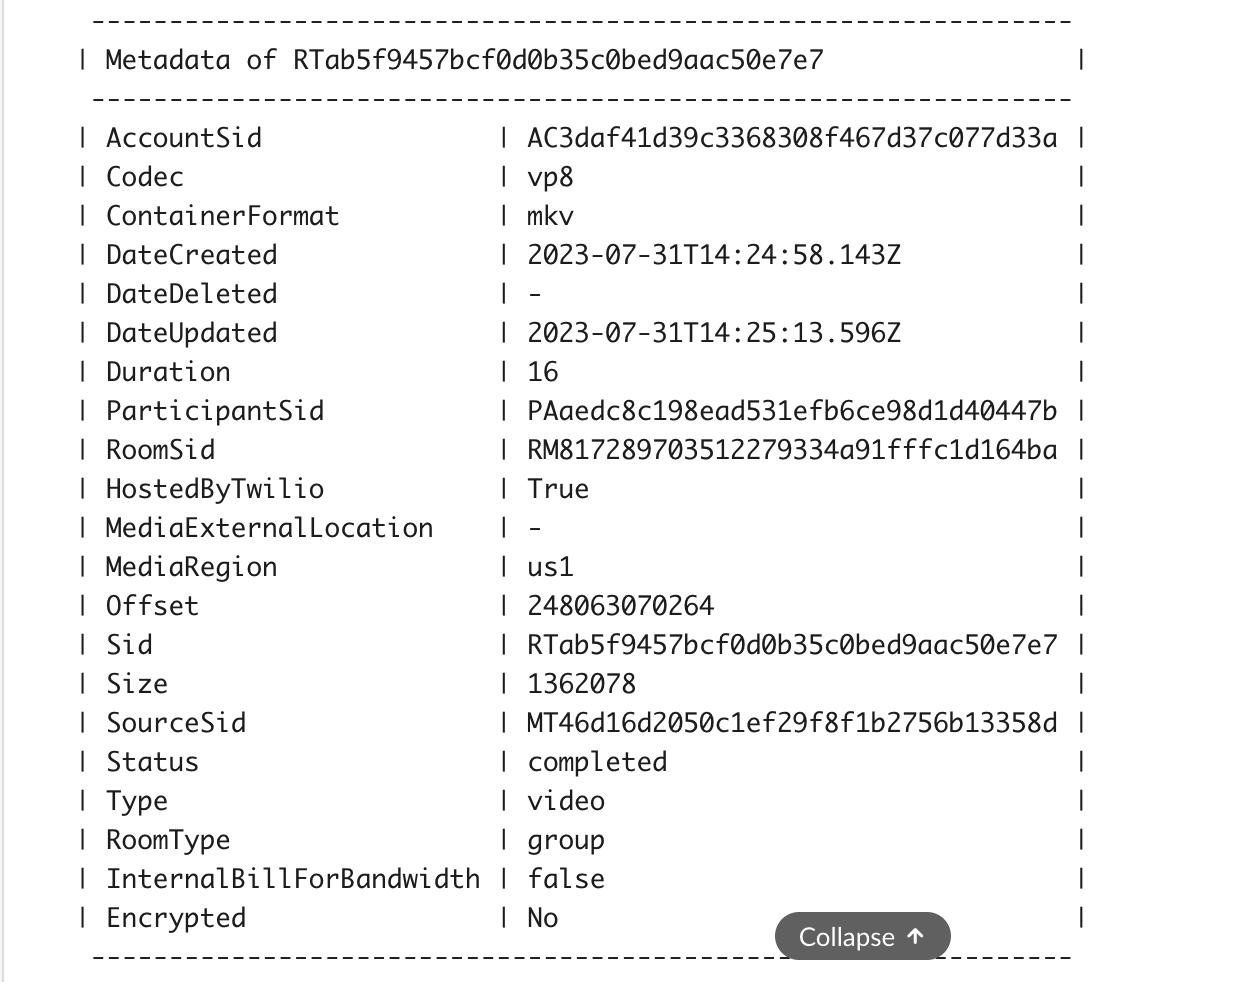 ---------------------------------------------------------------
| Metadata of RTab5f9457bcf0d0b35c0bed9aac50e7e7                |
---------------------------------------------------------------
| AccountSid               | AC3daf41d39c3368308f467d37c077d33a |
| Codec                    | vp8                                |
| ContainerFormat          | mkv                                |
| DateCreated              | 2023-07-31T14:24:58.143Z           |
| DateDeleted              | -                                  |
| DateUpdated              | 2023-07-31T14:25:13.596Z           |
| Duration                 | 16                                 |
| ParticipantSid           | PAaedc8c198ead531efb6ce98d1d40447b |
| RoomSid                  | RM817289703512279334a91fffc1d164ba |
| HostedByTwilio           | True                               |
| MediaExternalLocation    | -                                  |
| MediaRegion              | us1                                |
| Offset                   | 248063070264                       |
| Sid                      | RTab5f9457bcf0d0b35c0bed9aac50e7e7 |
| Size                     | 1362078                            |
| SourceSid                | MT46d16d2050c1ef29f8f1b2756b13358d |
| Status                   | completed                          |
| Type                     | video                              |
| RoomType                 | group                              |
| InternalBillForBandwidth | false                              |
| Encrypted                | No                                 |
Collapse ↑
---------------------------------------------------------------